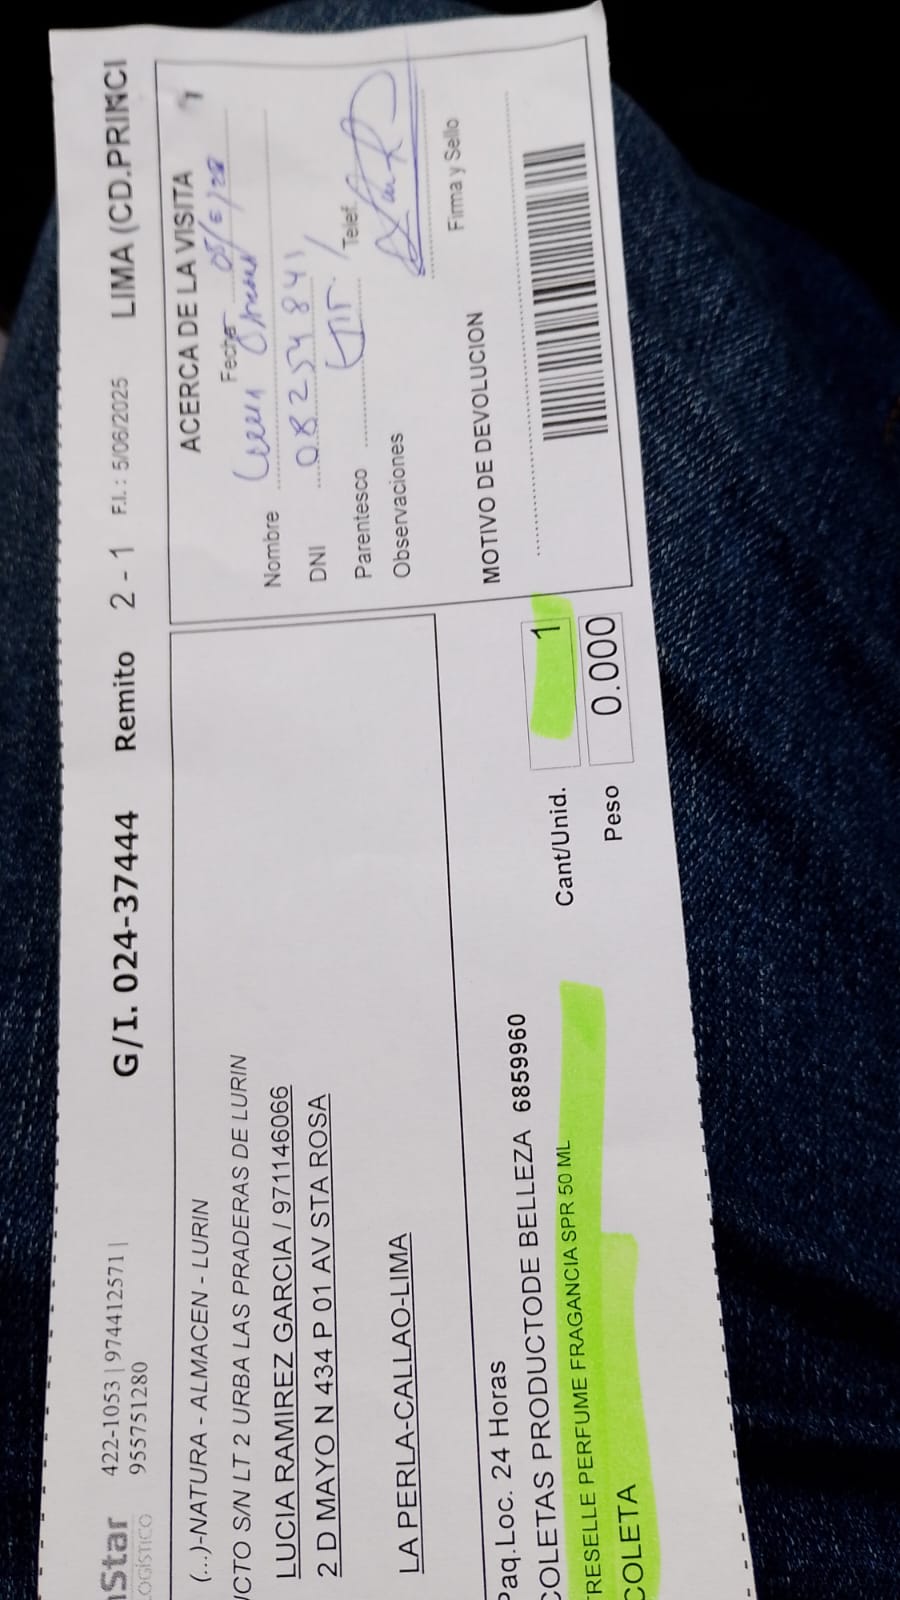 nStar 422-1053 | 974412571 | G/I. 024-37444 Remito 2 - 1 F.I. : 5/06/2025 LIMA (CD.PRINCI
LOGÍSTICO 955751280
(...)-NATURA - ALMACEN - LURIN
UCTO S/N LT 2 URBA LAS PRADERAS DE LURIN
LUCIA RAMIREZ GARCIA / 971146066
2 D MAYO N 434 P 01 AV STA ROSA
LA PERLA-CALLAO-LIMA
Paq.Loc. 24 Horas
COLETAS PRODUCTODE BELLEZA 6859960
TRESELLE PERFUME FRAGANCIA SPR 50 ML
COLETA
Cant/Unid. 1
Peso 0.000
ACERCA DE LA VISITA
Fecha
Nombre
DNI 08254841
Parentesco Telef.
Observaciones
Firma y Sello
MOTIVO DE DEVOLUCION